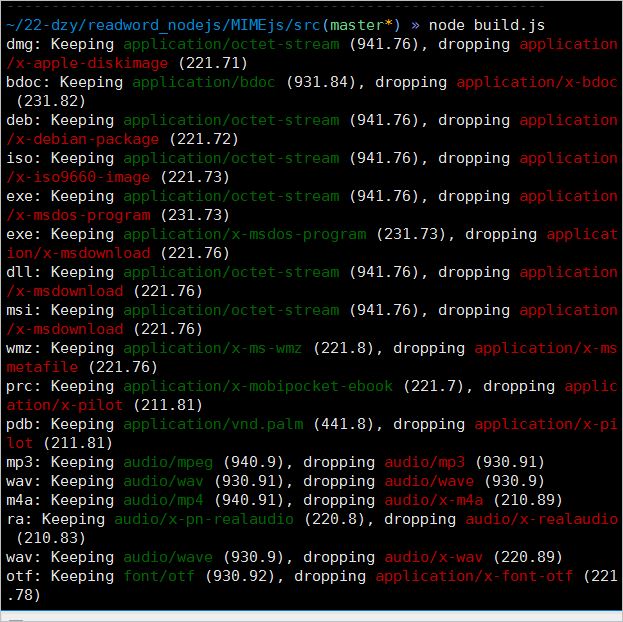 ~/22-dzy/readword_nodejs/MIMEjs/src(master*) » node build.js
dmg: Keeping application/octet-stream (941.76), dropping application
/x-apple-diskimage (221.71)
bdoc: Keeping application/bdoc (931.84), dropping application/x-bdoc
 (231.82)
deb: Keeping application/octet-stream (941.76), dropping application
/x-debian-package (221.72)
iso: Keeping application/octet-stream (941.76), dropping application
/x-iso9660-image (221.73)
exe: Keeping application/octet-stream (941.76), dropping application
/x-msdos-program (231.73)
exe: Keeping application/x-msdos-program (231.73), dropping applicat
ion/x-msdownload (221.76)
dll: Keeping application/octet-stream (941.76), dropping application
/x-msdownload (221.76)
msi: Keeping application/octet-stream (941.76), dropping application
/x-msdownload (221.76)
wmz: Keeping application/x-ms-wmz (221.8), dropping application/x-ms
metafile (221.76)
prc: Keeping application/x-mobipocket-ebook (221.7), dropping applic
ation/x-pilot (211.81)
pdb: Keeping application/vnd.palm (441.8), dropping application/x-pi
lot (211.81)
mp3: Keeping audio/mpeg (940.9), dropping audio/mp3 (930.91)
wav: Keeping audio/wav (930.91), dropping audio/wave (930.9)
m4a: Keeping audio/mp4 (940.91), dropping audio/x-m4a (210.89)
ra: Keeping audio/x-pn-realaudio (220.8), dropping audio/x-realaudio
 (210.83)
wav: Keeping audio/wave (930.9), dropping audio/x-wav (220.89)
otf: Keeping font/otf (930.92), dropping application/x-font-otf (221
.78)